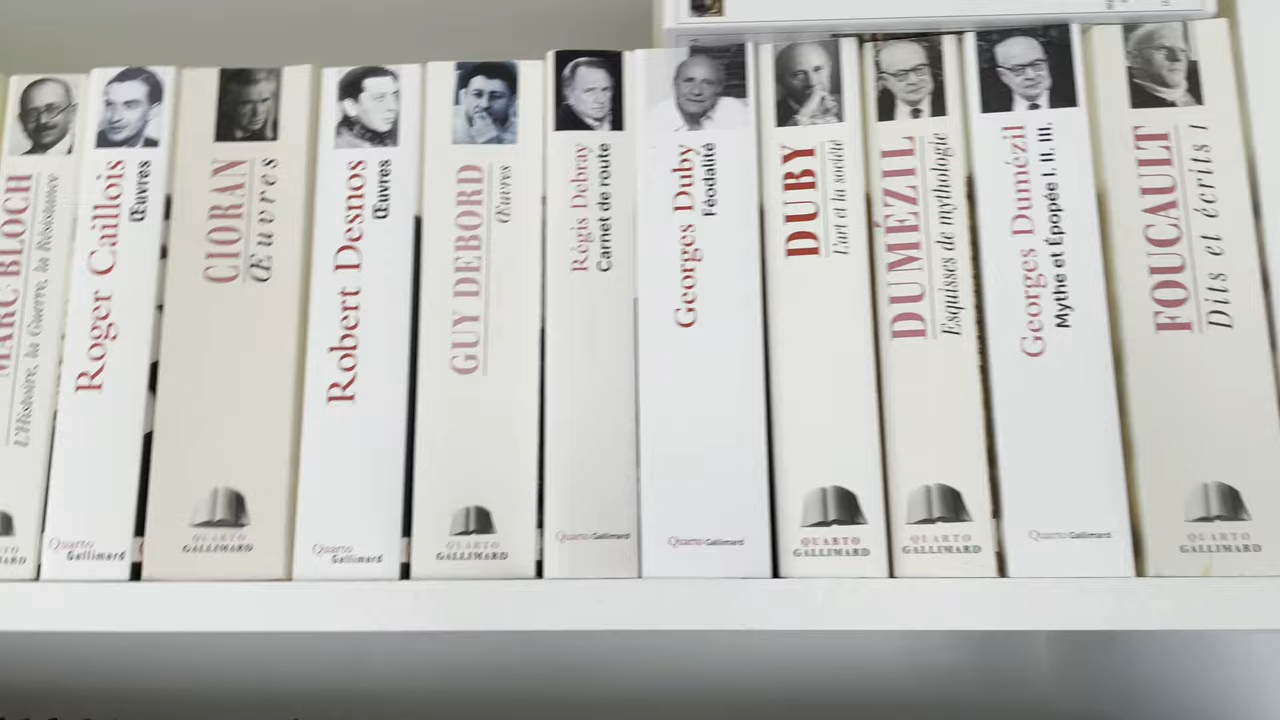 MARC BLOCH
L'Histoire, la Guerre, la Résistance
Roger Caillois
Œuvres
Quarto
Gallimard
CIORAN
Œuvres
QUARTO
GALLIMARD
Robert Desnos
Œuvres
Quarto
Gallimard
GUY DEBORD
Œuvres
QUARTO
GALLIMARD
Régis Debray
Carnet de route
Quarto Gallimard
Georges Duby
Féodalité
Quarto Gallimard
DUBY
L'art et la société
QUARTO
GALLIMARD
DUMÉZIL
Esquisses de mythologie
QUARTO
GALLIMARD
Georges Dumézil
Mythe et Épopée I. II. III.
Quarto Gallimard
FOUCAULT
Dits et écrits I
QUARTO
GALLIMARD